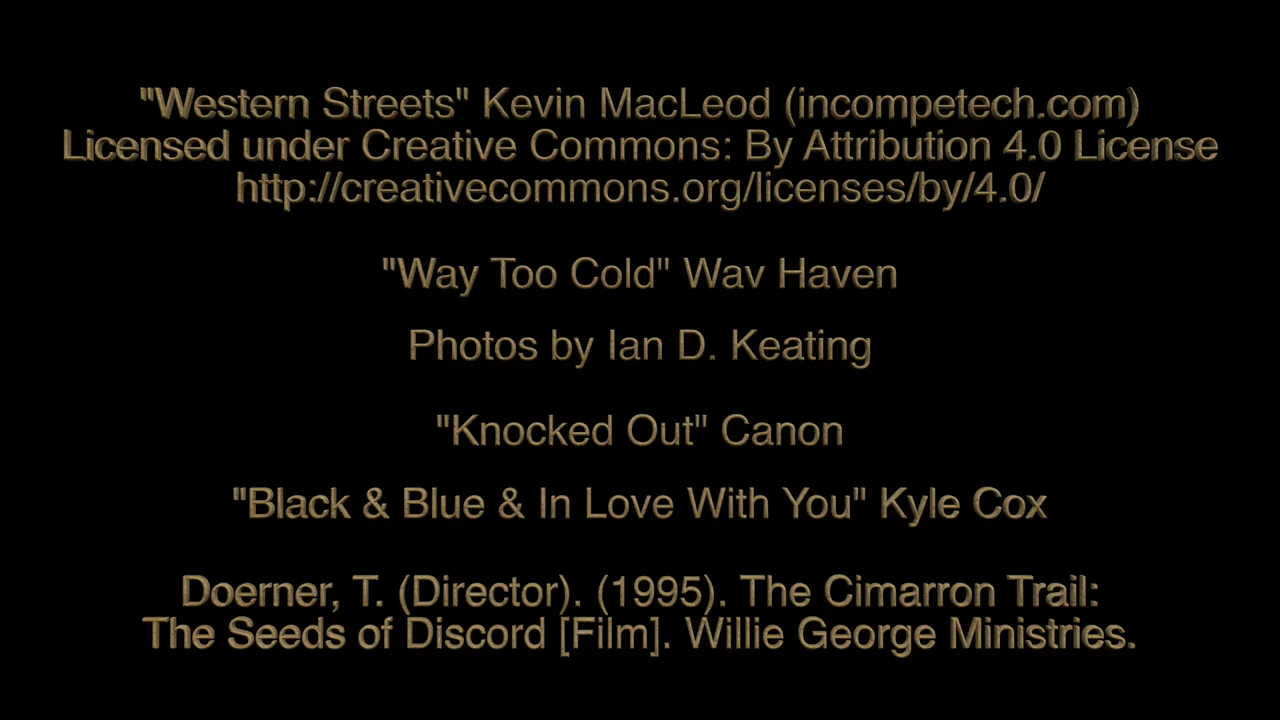 "Western Streets" Kevin MacLeod (incompetech.com)
Licensed under Creative Commons: By Attribution 4.0 License
http://creativecommons.org/licenses/by/4.0/
"Way Too Cold" Wav Haven
Photos by Ian D. Keating
"Knocked Out" Canon
"Black & Blue & In Love With You" Kyle Cox
Doerner, T. (Director). (1995). The Cimarron Trail:
The Seeds of Discord [Film]. Willie George Ministries.